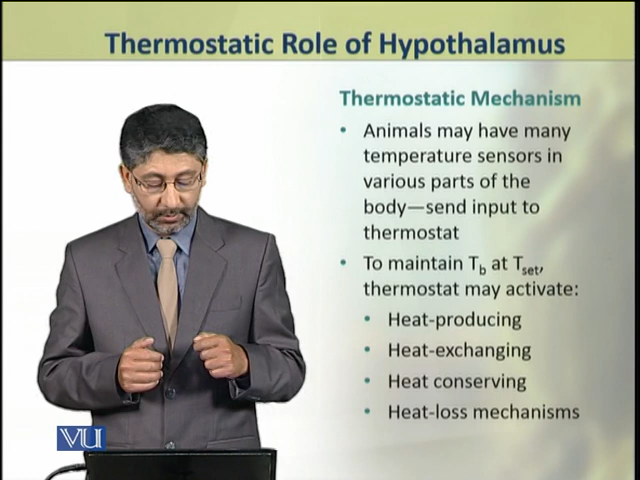 Thermostatic Role of Hypothalamus
Thermostatic Mechanism
• Animals may have many
temperature sensors in
various parts of the
body—send input to
thermostat
• To maintain Tb at Tset,
thermostat may activate:
• Heat-producing
• Heat-exchanging
• Heat conserving
• Heat-loss mechanisms
VU